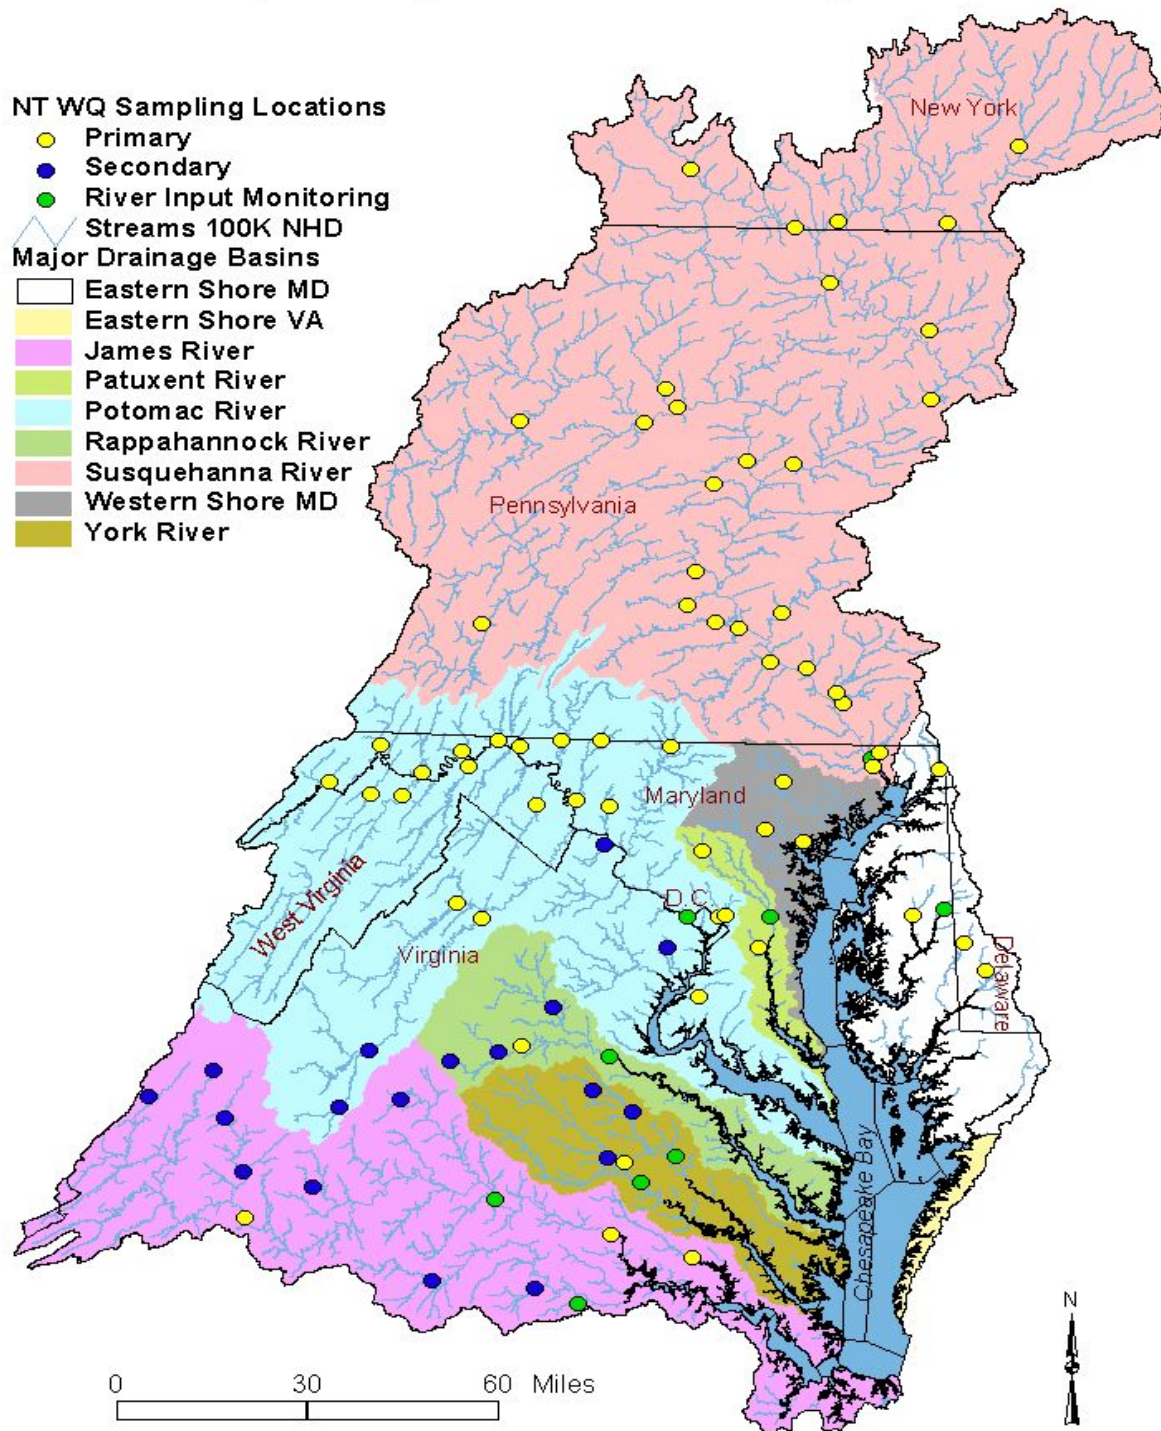 NT WQ Sampling Locations
Primary
Secondary
River Input Monitoring
Streams 100K NHD
Major Drainage Basins
Eastern Shore MD
Eastern Shore VA
James River
Patuxent River
Potomac River
Rappahannock River
Susquehanna River
Western Shore MD
York River
New York
Pennsylvania
Maryland
West Virginia
D.C.
Virginia
Delaware
Chesapeake Bay
N
0 30 60 Miles